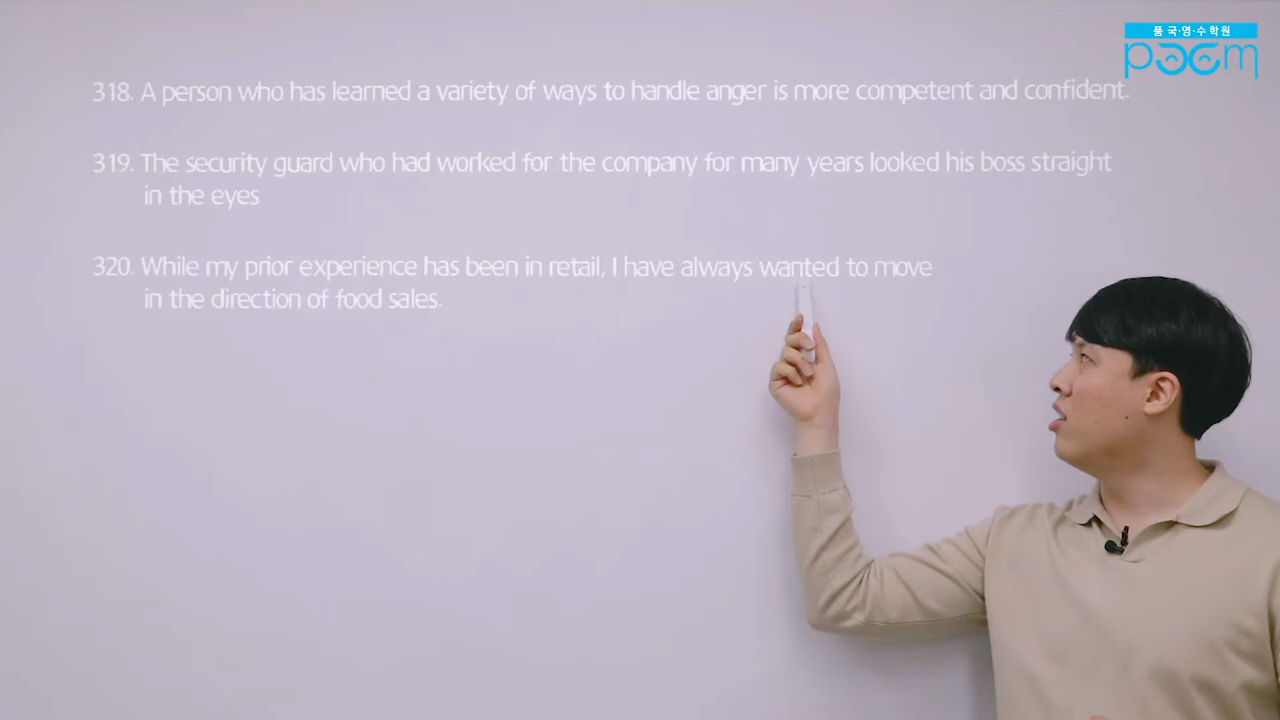 품 국·영·수 학원
poem
318. A person who has learned a variety of ways to handle anger is more competent and confident.
319. The security guard who had worked for the company for many years looked his boss straight
in the eyes
320. While my prior experience has been in retail, I have always wanted to move
in the direction of food sales.